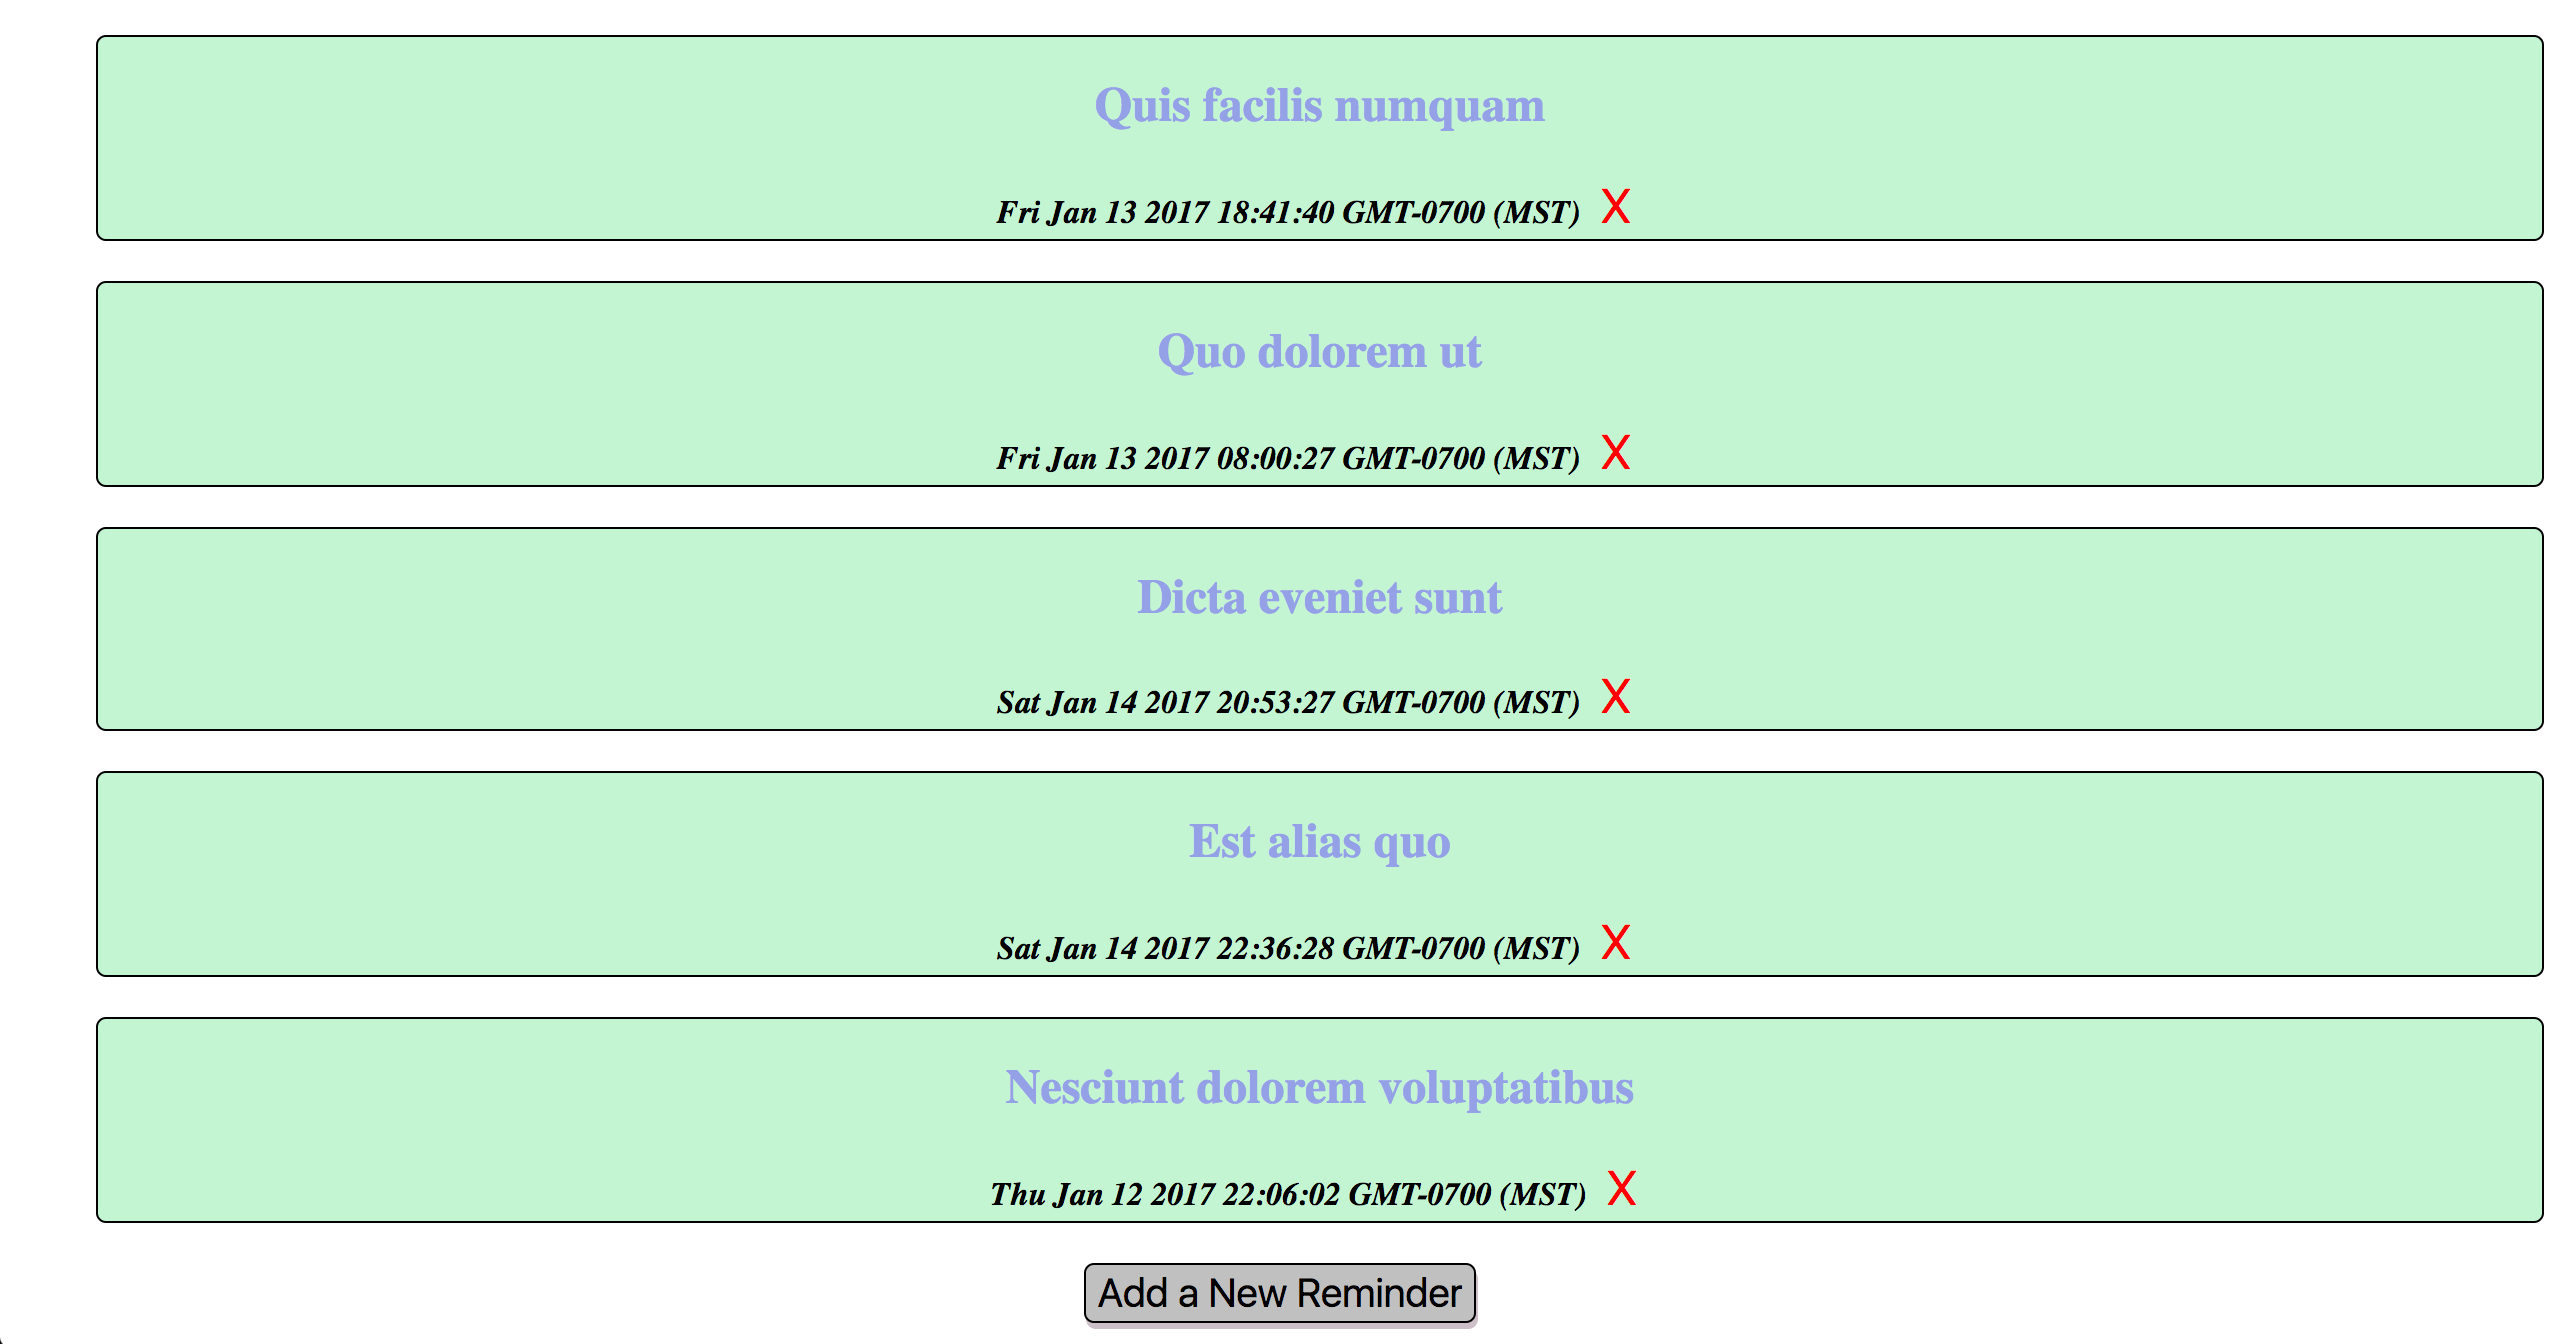 Quis facilis numquam
Fri Jan 13 2017 18:41:40 GMT-0700 (MST) X
Quo dolorem ut
Fri Jan 13 2017 08:00:27 GMT-0700 (MST) X
Dicta eveniet sunt
Sat Jan 14 2017 20:53:27 GMT-0700 (MST) X
Est alias quo
Sat Jan 14 2017 22:36:28 GMT-0700 (MST) X
Nesciunt dolorem voluptatibus
Thu Jan 12 2017 22:06:02 GMT-0700 (MST) X
Add a New Reminder